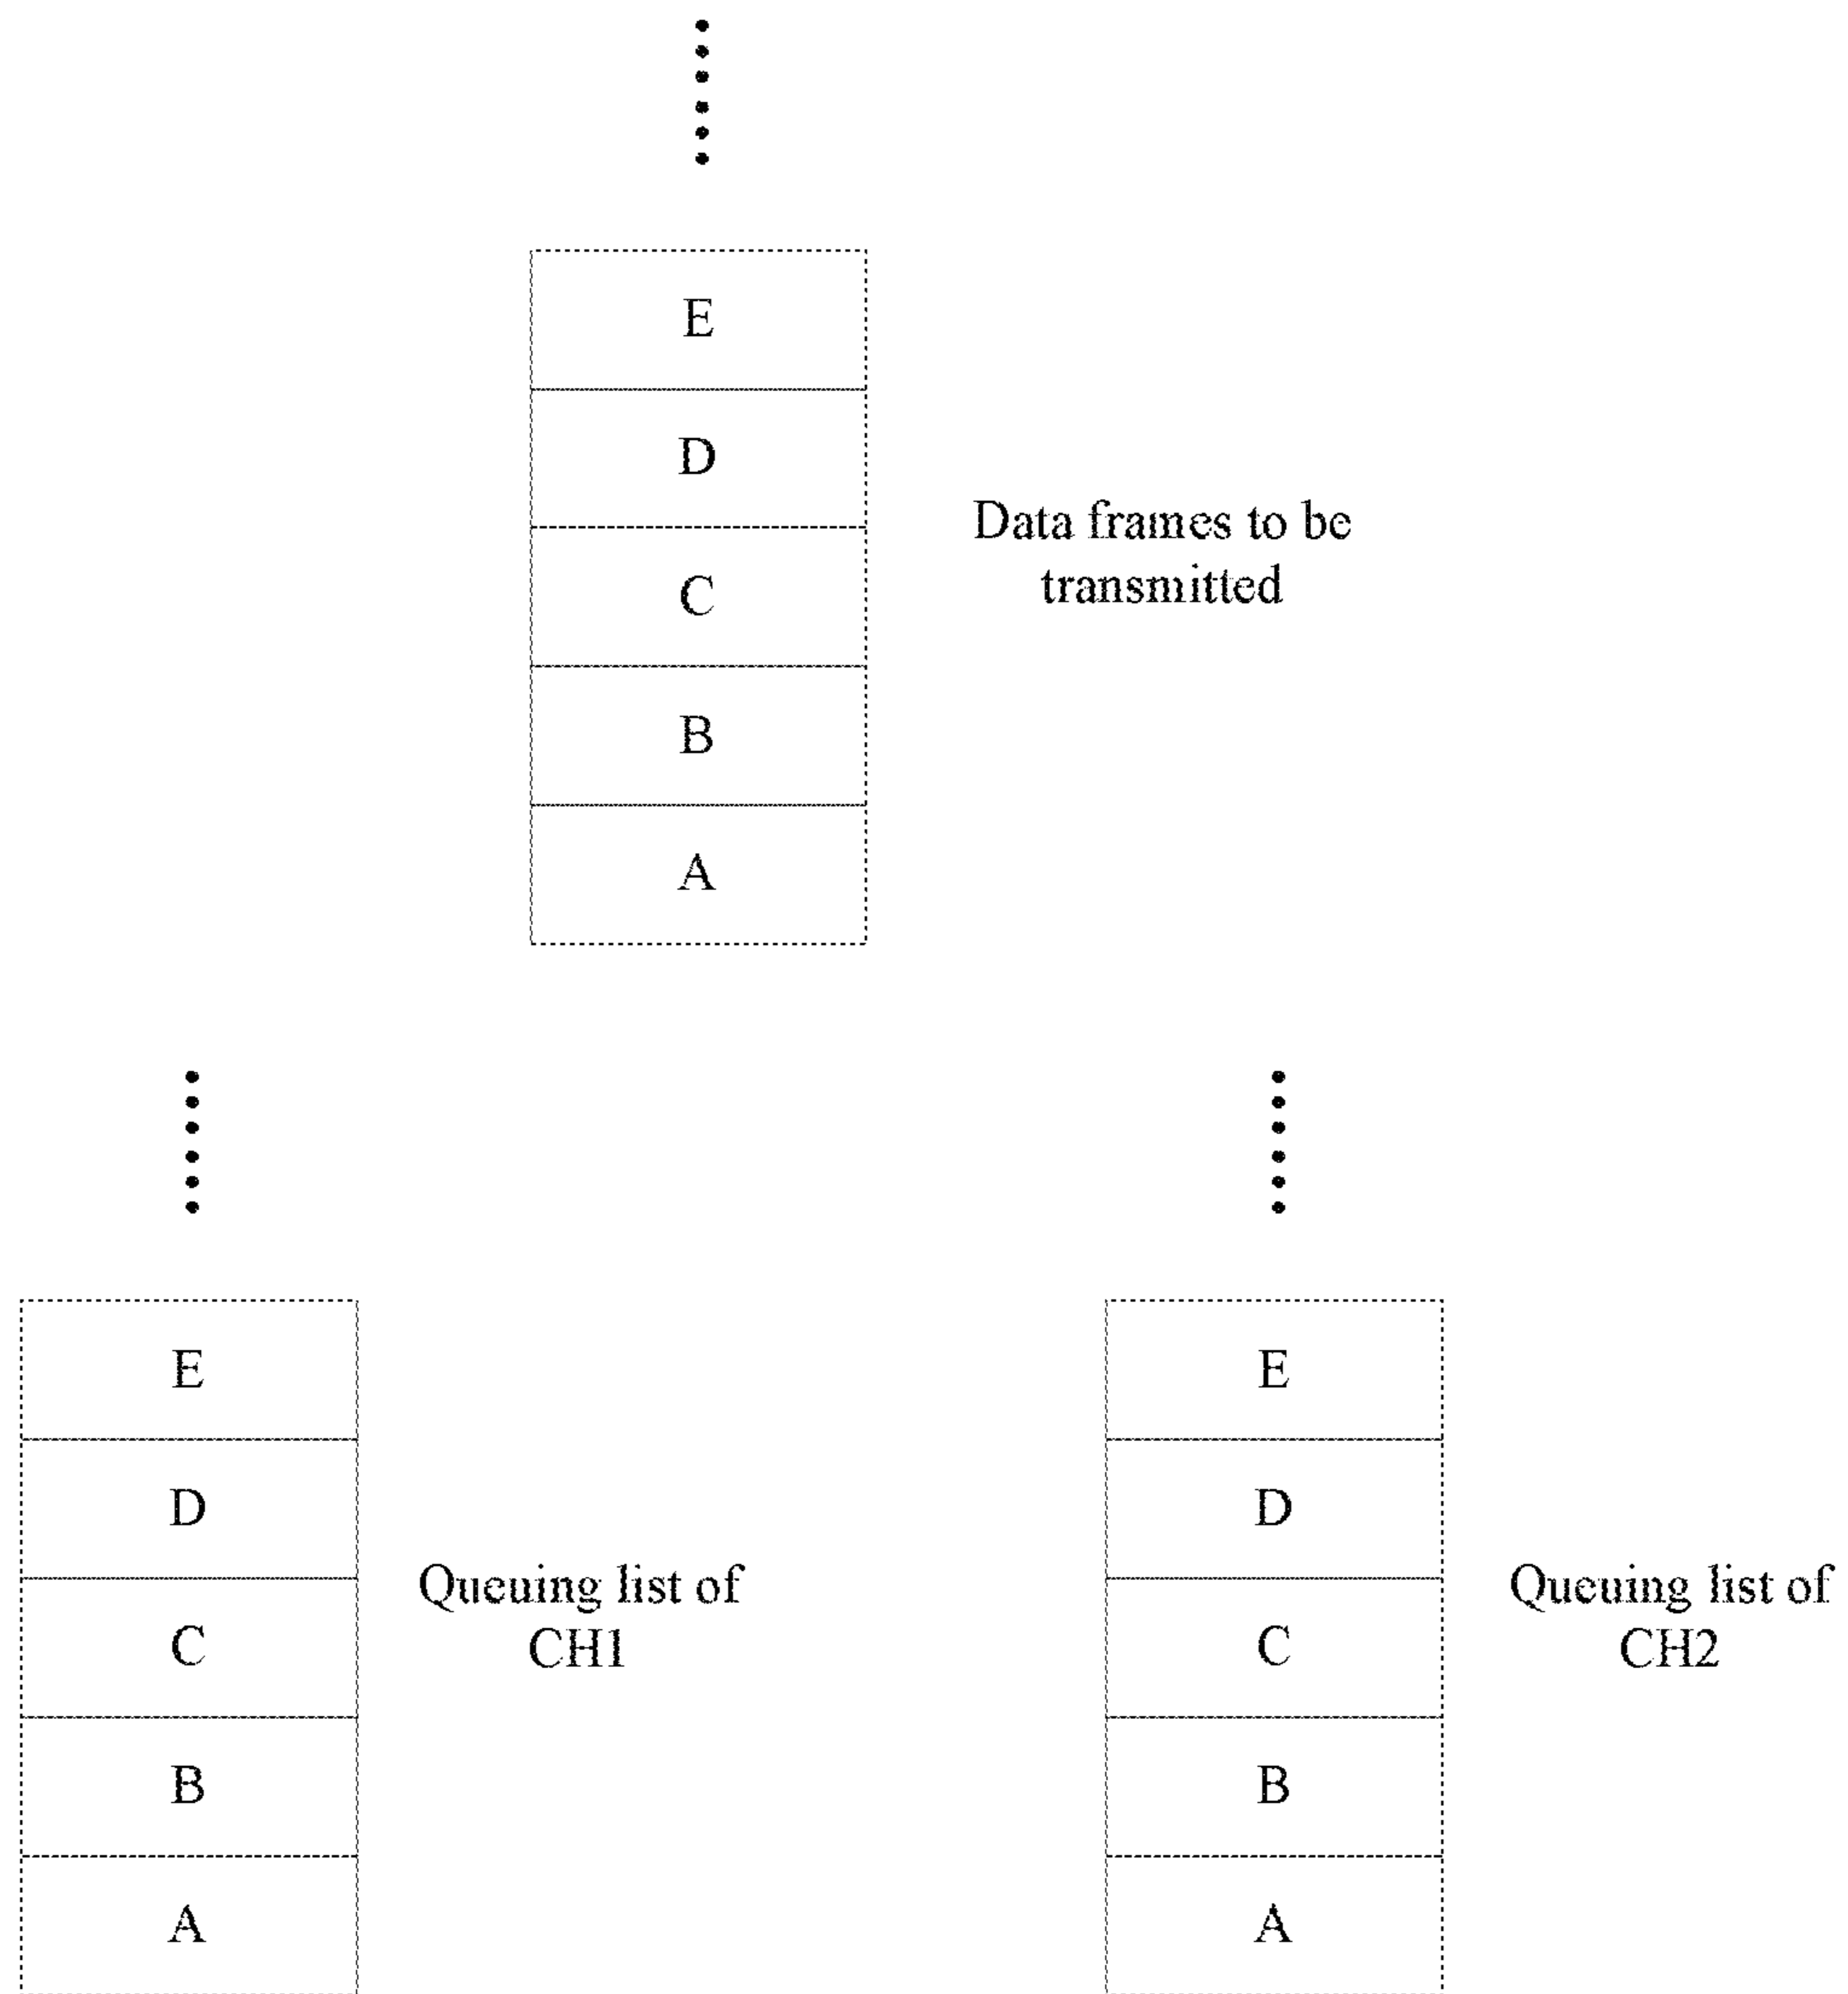 E
D
C
B
A
Data frames to be
transmitted
E
D
C
B
A
Queuing list of
CH1
E
D
C
B
A
Queuing list of
CH2